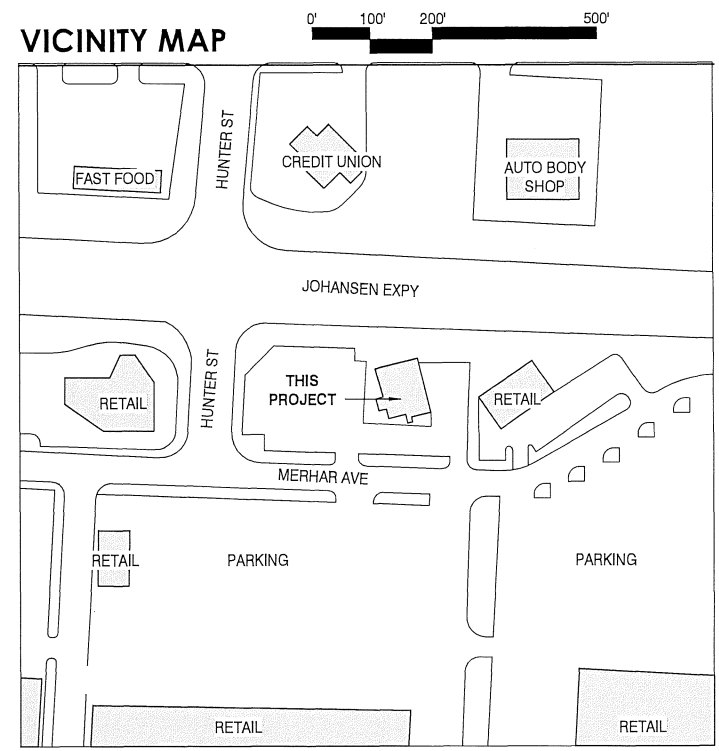 VICINITY MAP
0' 100' 200' 500'
HUNTER ST
FAST FOOD
CREDIT UNION
AUTO BODY
SHOP
JOHANSEN EXPY
HUNTER ST
RETAIL
THIS
PROJECT
RETAIL
MERHAR AVE
RETAIL
PARKING
PARKING
RETAIL
RETAIL